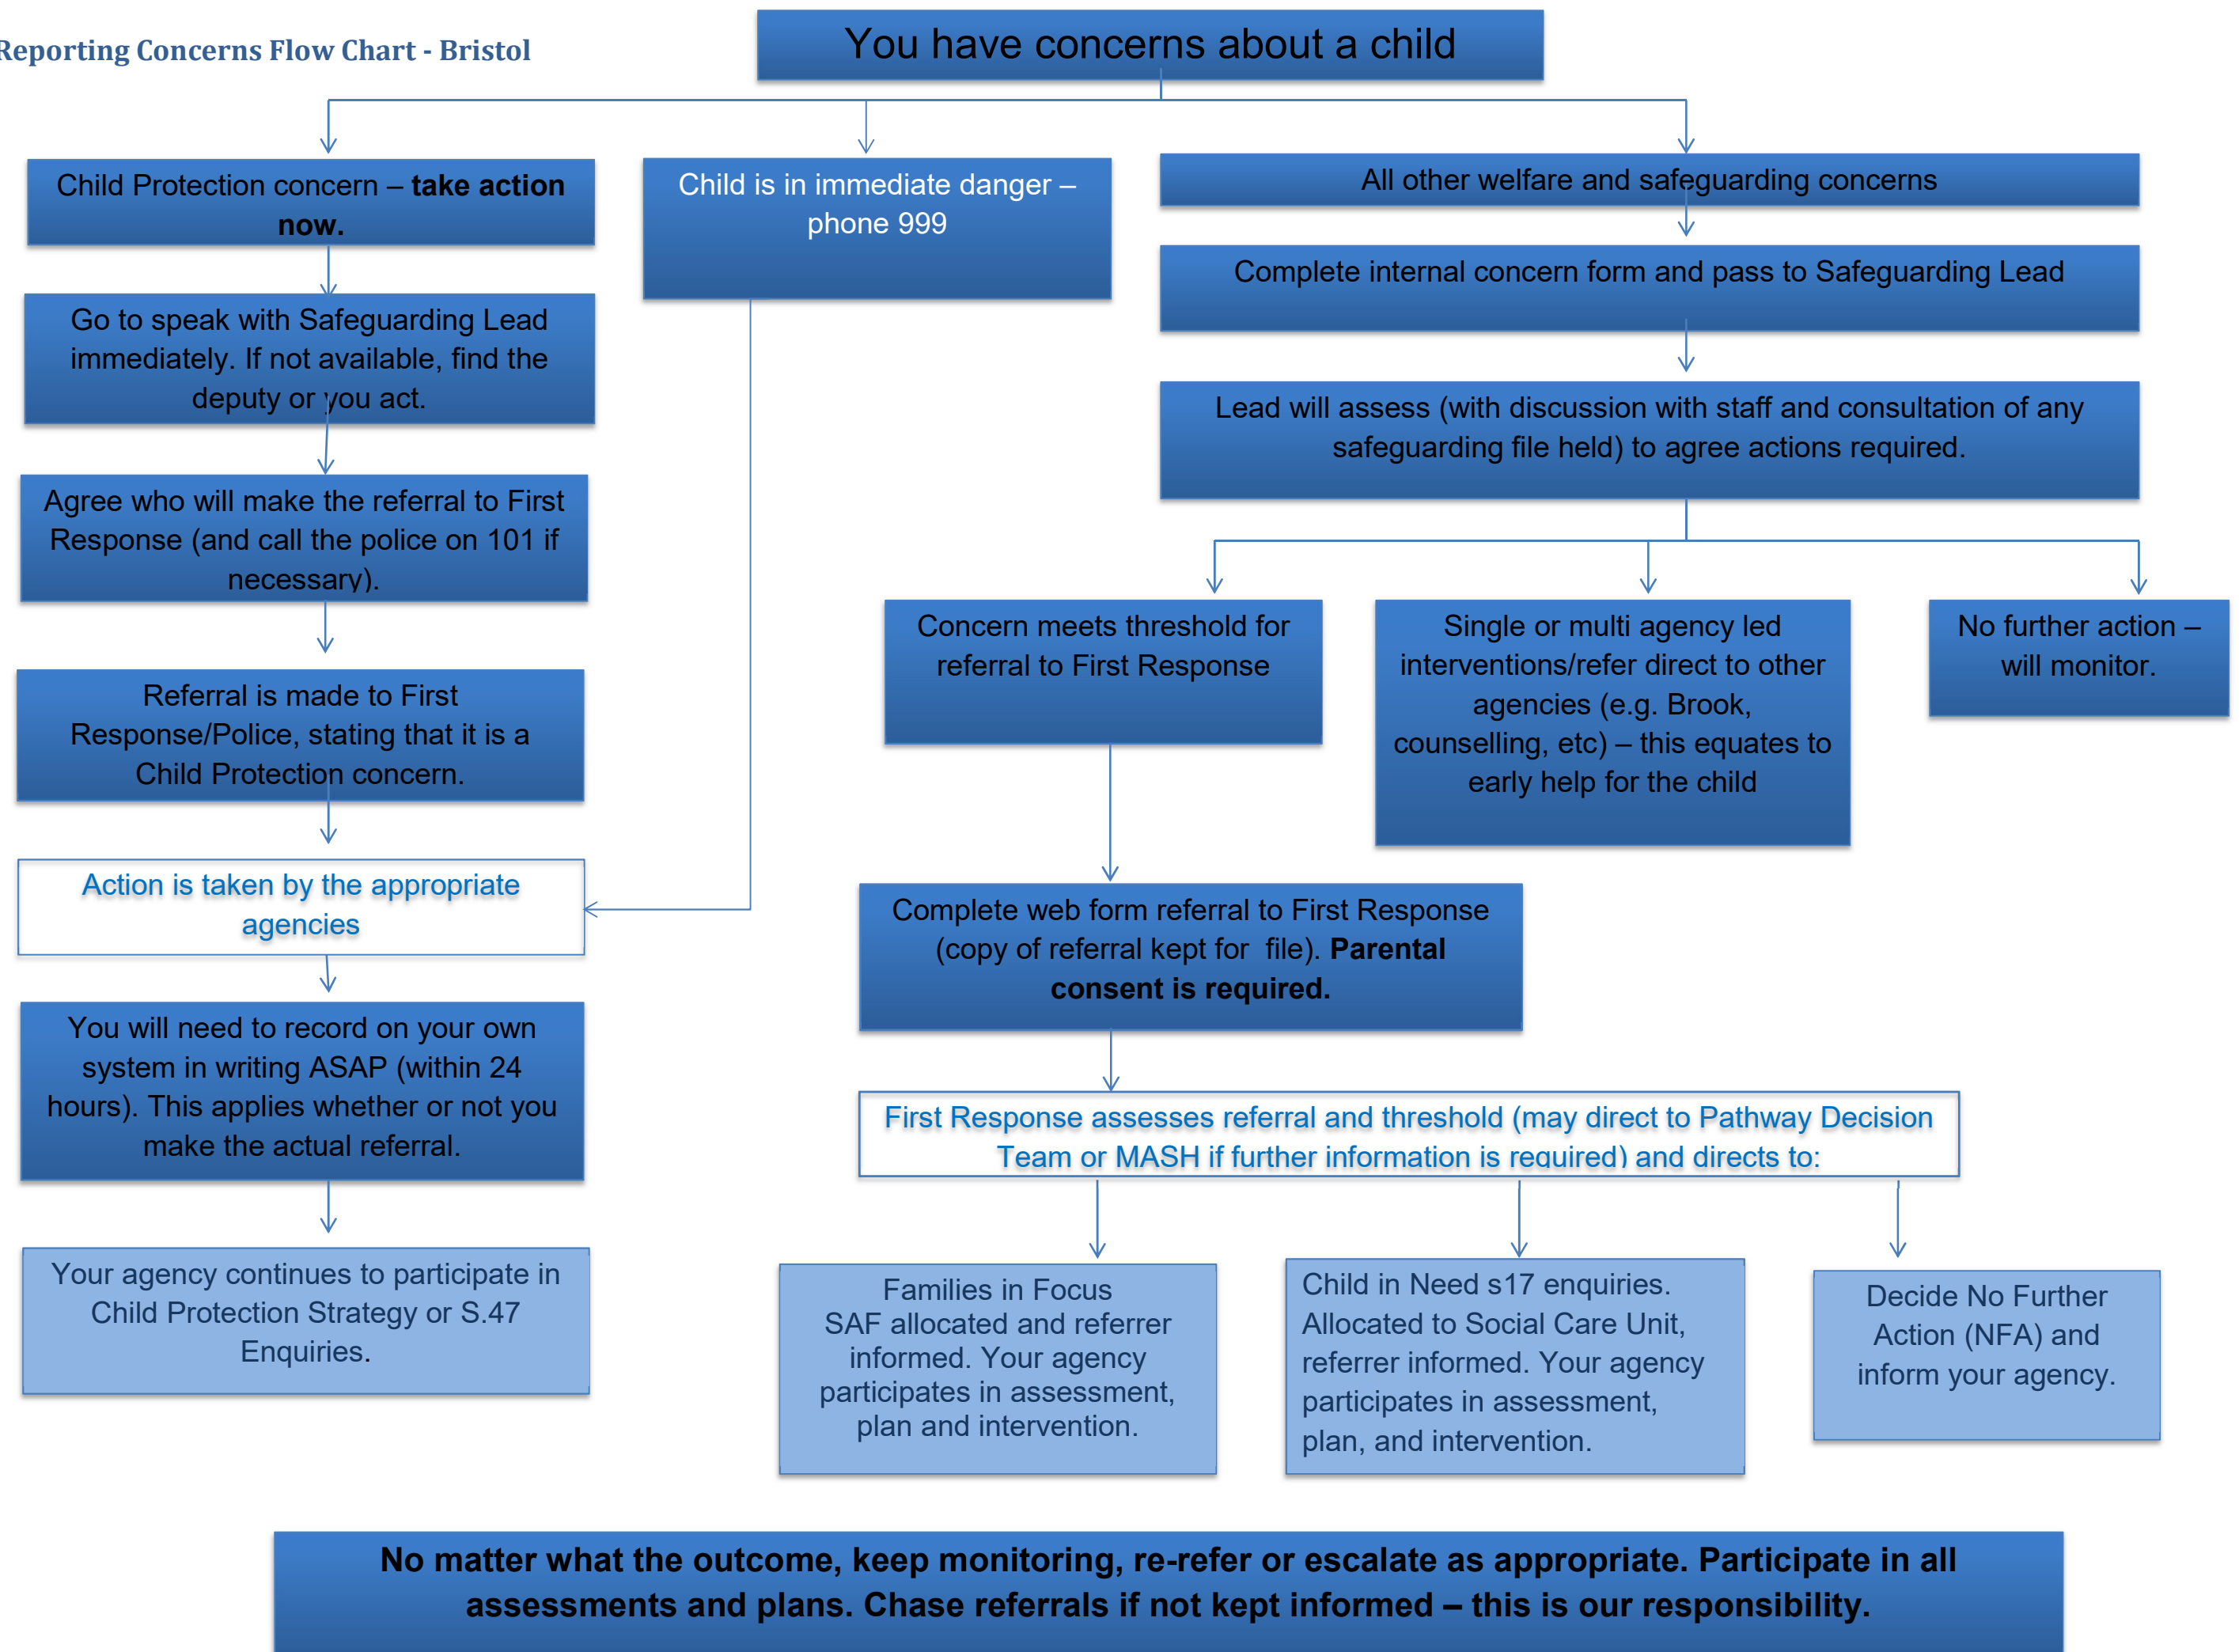 Reporting Concerns Flow Chart - Bristol
You have concerns about a child
Child Protection concern – take action
now.
Go to speak with Safeguarding Lead
immediately. If not available, find the
deputy or you act.
Agree who will make the referral to First
Response (and call the police on 101 if
necessary).
Referral is made to First
Response/Police, stating that it is a
Child Protection concern.
Action is taken by the appropriate
agencies
You will need to record on your own
system in writing ASAP (within 24
hours). This applies whether or not you
make the actual referral.
Your agency continues to participate in
Child Protection Strategy or S.47
Enquiries.
Child is in immediate danger –
phone 999
All other welfare and safeguarding concerns
Complete internal concern form and pass to Safeguarding Lead
Lead will assess (with discussion with staff and consultation of any
safeguarding file held) to agree actions required.
Concern meets threshold for
referral to First Response
Single or multi agency led
interventions/refer direct to other
agencies (e.g. Brook,
counselling, etc) – this equates to
early help for the child
No further action –
will monitor.
Complete web form referral to First Response
(copy of referral kept for file). Parental
consent is required.
First Response assesses referral and threshold (may direct to Pathway Decision
Team or MASH if further information is required) and directs to:
Families in Focus
SAF allocated and referrer
informed. Your agency
participates in assessment,
plan and intervention.
Child in Need s17 enquiries.
Allocated to Social Care Unit,
referrer informed. Your agency
participates in assessment,
plan, and intervention.
Decide No Further
Action (NFA) and
inform your agency.
No matter what the outcome, keep monitoring, re-refer or escalate as appropriate. Participate in all
assessments and plans. Chase referrals if not kept informed – this is our responsibility.